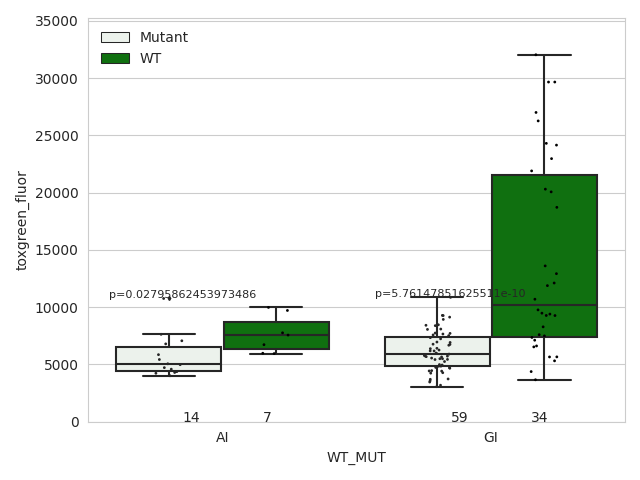 35000
Mutant
WT
30000
25000
20000
15000
10000
5000
0
toxgreen_fluor
p=0.02795862453973486
p=5.76147851625511e-10
14
7
59
34
AI
GI
WT_MUT